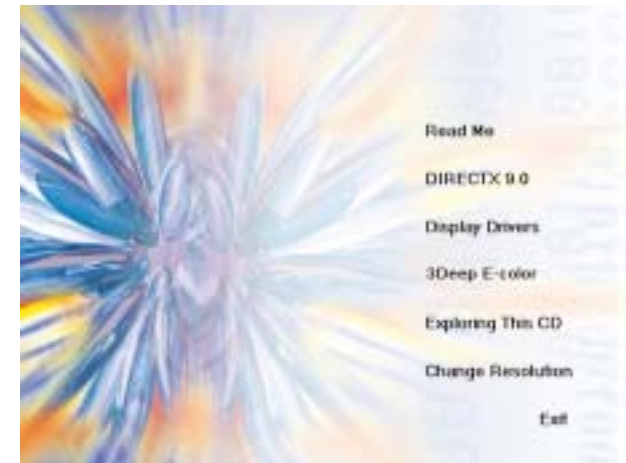 Read Me
DIRECTX 9.0
Display Drivers
3Deep E-color
Exploring This CD
Change Resolution
Exit